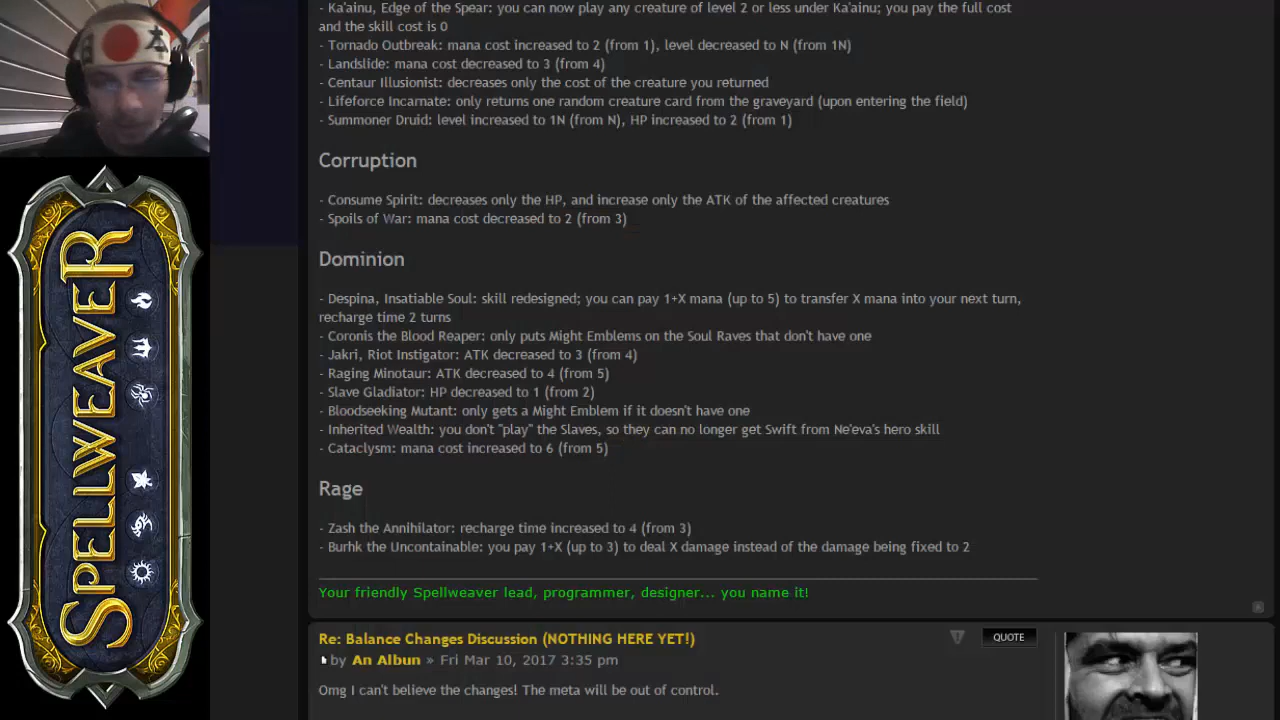 - Ka'ainu, Edge of the Spear: you can now play any creature of level 2 or less under Ka'ainu; you pay the full cost
and the skill cost is 0
- Tornado Outbreak: mana cost increased to 2 (from 1), level decreased to N (from 1N)
- Landslide: mana cost decreased to 3 (from 4)
- Centaur Illusionist: decreases only the cost of the creature you returned
- Lifeforce Incarnate: only returns one random creature card from the graveyard (upon entering the field)
- Summoner Druid: level increased to 1N (from N), HP increased to 2 (from 1)
Corruption
- Consume Spirit: decreases only the HP, and increase only the ATK of the affected creatures
- Spoils of War: mana cost decreased to 2 (from 3)
Dominion
- Despina, Insatiable Soul: skill redesigned; you can pay 1+X mana (up to 5) to transfer X mana into your next turn,
recharge time 2 turns
- Coronis the Blood Reaper: only puts Might Emblems on the Soul Raves that don't have one
- Jakri, Riot Instigator: ATK decreased to 3 (from 4)
- Raging Minotaur: ATK decreased to 4 (from 5)
- Slave Gladiator: HP decreased to 1 (from 2)
- Bloodseeking Mutant: only gets a Might Emblem if it doesn't have one
- Inherited Wealth: you don't "play" the Slaves, so they can no longer get Swift from Ne'eva's hero skill
- Cataclysm: mana cost increased to 6 (from 5)
Rage
- Zash the Annihilator: recharge time increased to 4 (from 3)
- Burhk the Uncontainable: you pay 1+X (up to 3) to deal X damage instead of the damage being fixed to 2
Your friendly Spellweaver lead, programmer, designer... you name it!
Re: Balance Changes Discussion (NOTHING HERE YET!)
QUOTE
by An Albun » Fri Mar 10, 2017 3:35 pm
Omg I can't believe the changes! The meta will be out of control.
SPELLWEAVER